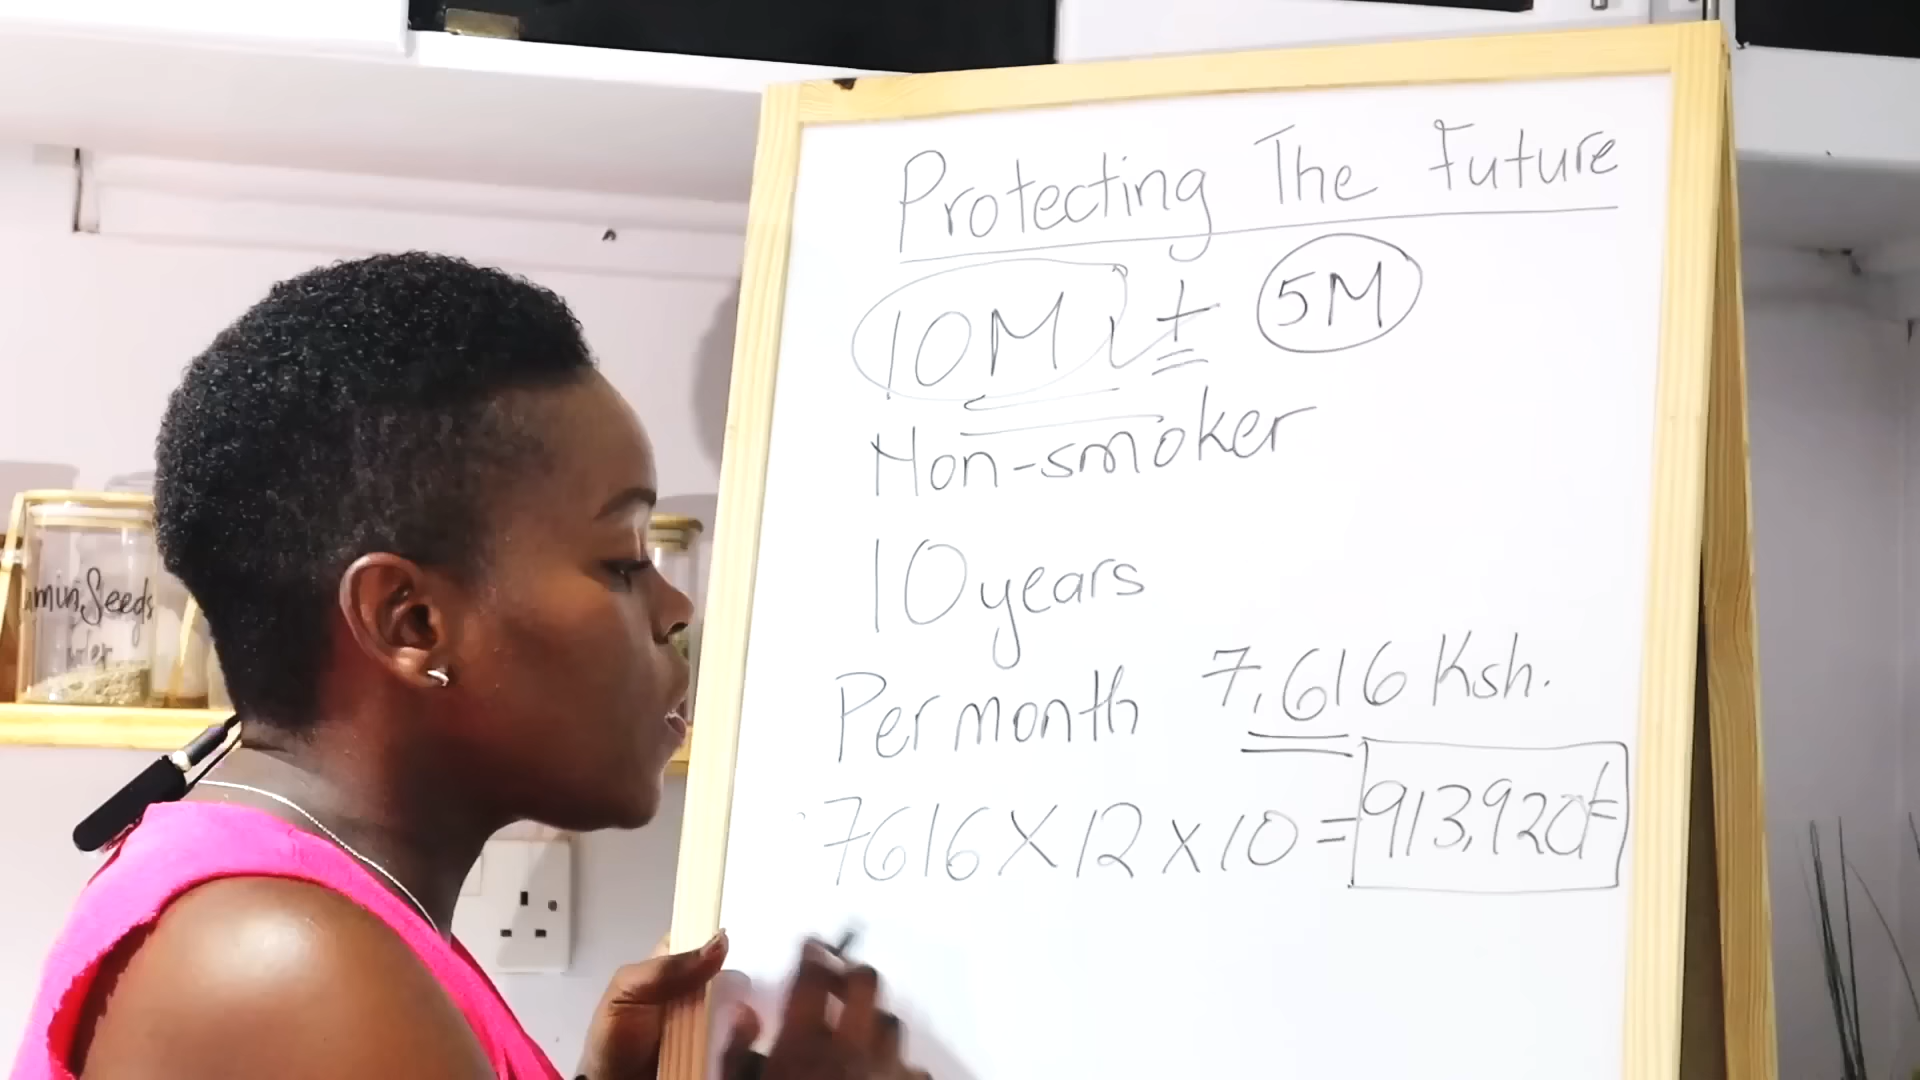 Protecting The Future
10M + 5M
Non-smoker
10 years
Per month 7,616 Ksh.
7616 X 12 X 10 = 913,920/=
Seeds